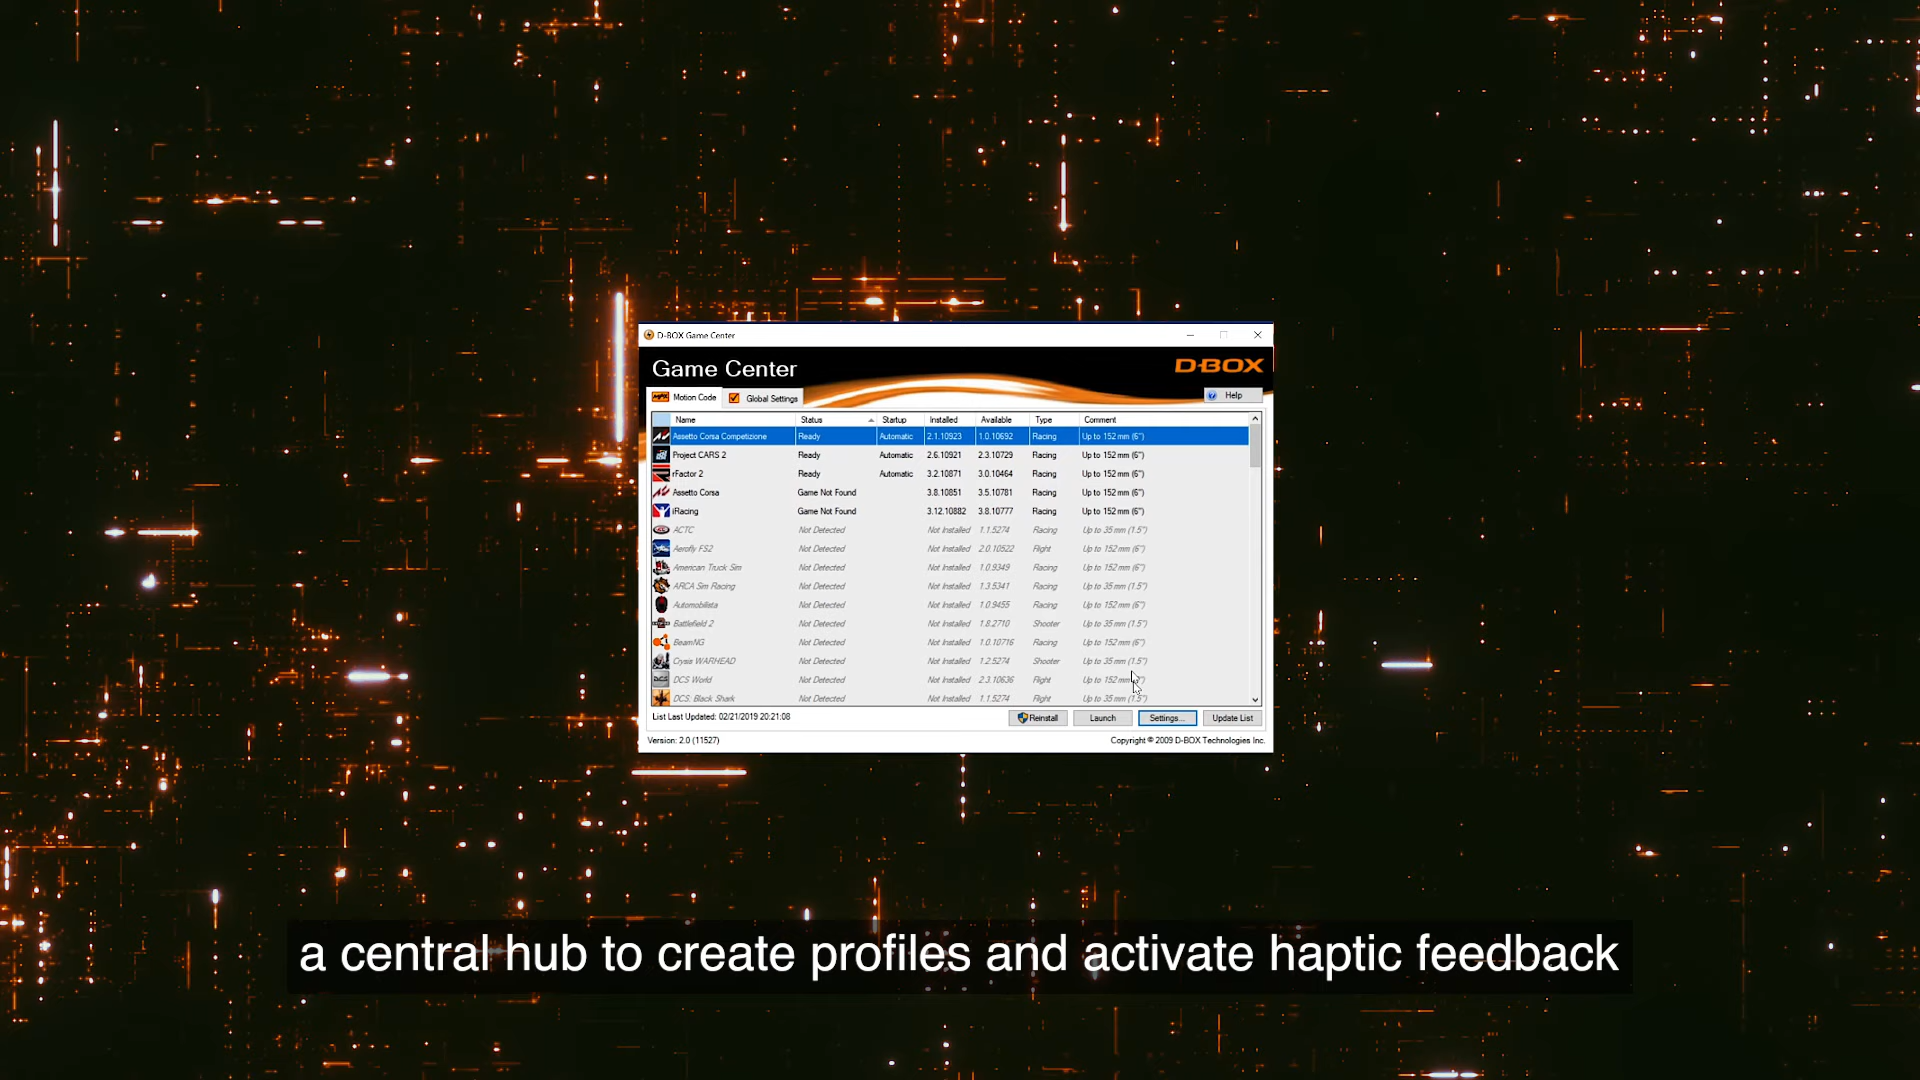 D-BOX Game Center
Game Center
D-BOX
Motion Code
Global Settings
Help
Name Status Startup Installed Available Type Comment
Assetto Corsa Competizione Ready Automatic 2.1.10923 1.0.10692 Racing Up to 152 mm (6")
Project CARS 2 Ready Automatic 2.6.10921 2.3.10729 Racing Up to 152 mm (6")
rFactor 2 Ready Automatic 3.2.10871 3.0.10464 Racing Up to 152 mm (6")
Assetto Corsa Game Not Found 3.8.10851 3.5.10781 Racing Up to 152 mm (6")
iRacing Game Not Found 3.12.10882 3.8.10777 Racing Up to 152 mm (6")
ACTC Not Detected Not Installed 1.1.5274 Racing Up to 35 mm (1.5")
Aerofly FS2 Not Detected Not Installed 2.0.10522 Flight Up to 152 mm (6")
American Truck Sim Not Detected Not Installed 1.0.9349 Racing Up to 152 mm (6")
ARCA Sim Racing Not Detected Not Installed 1.3.5341 Racing Up to 35 mm (1.5")
Automobilista Not Detected Not Installed 1.0.9455 Racing Up to 152 mm (6")
Battlefield 2 Not Detected Not Installed 1.8.2710 Shooter Up to 35 mm (1.5")
BeamNG Not Detected Not Installed 1.0.10716 Racing Up to 152 mm (6")
Crysis WARHEAD Not Detected Not Installed 1.2.5274 Shooter Up to 35 mm (1.5")
DCS World Not Detected Not Installed 2.3.10636 Flight Up to 152 mm
DCS: Black Shark Not Detected Not Installed 1.1.5274 Flight Up to 35 mm (1.5")
List Last Updated: 02/21/2019 20:21:08
Reinstall
Launch
Settings...
Update List
Version: 2.0 (11527)
Copyright © 2009 D-BOX Technologies Inc.
a central hub to create profiles and activate haptic feedback